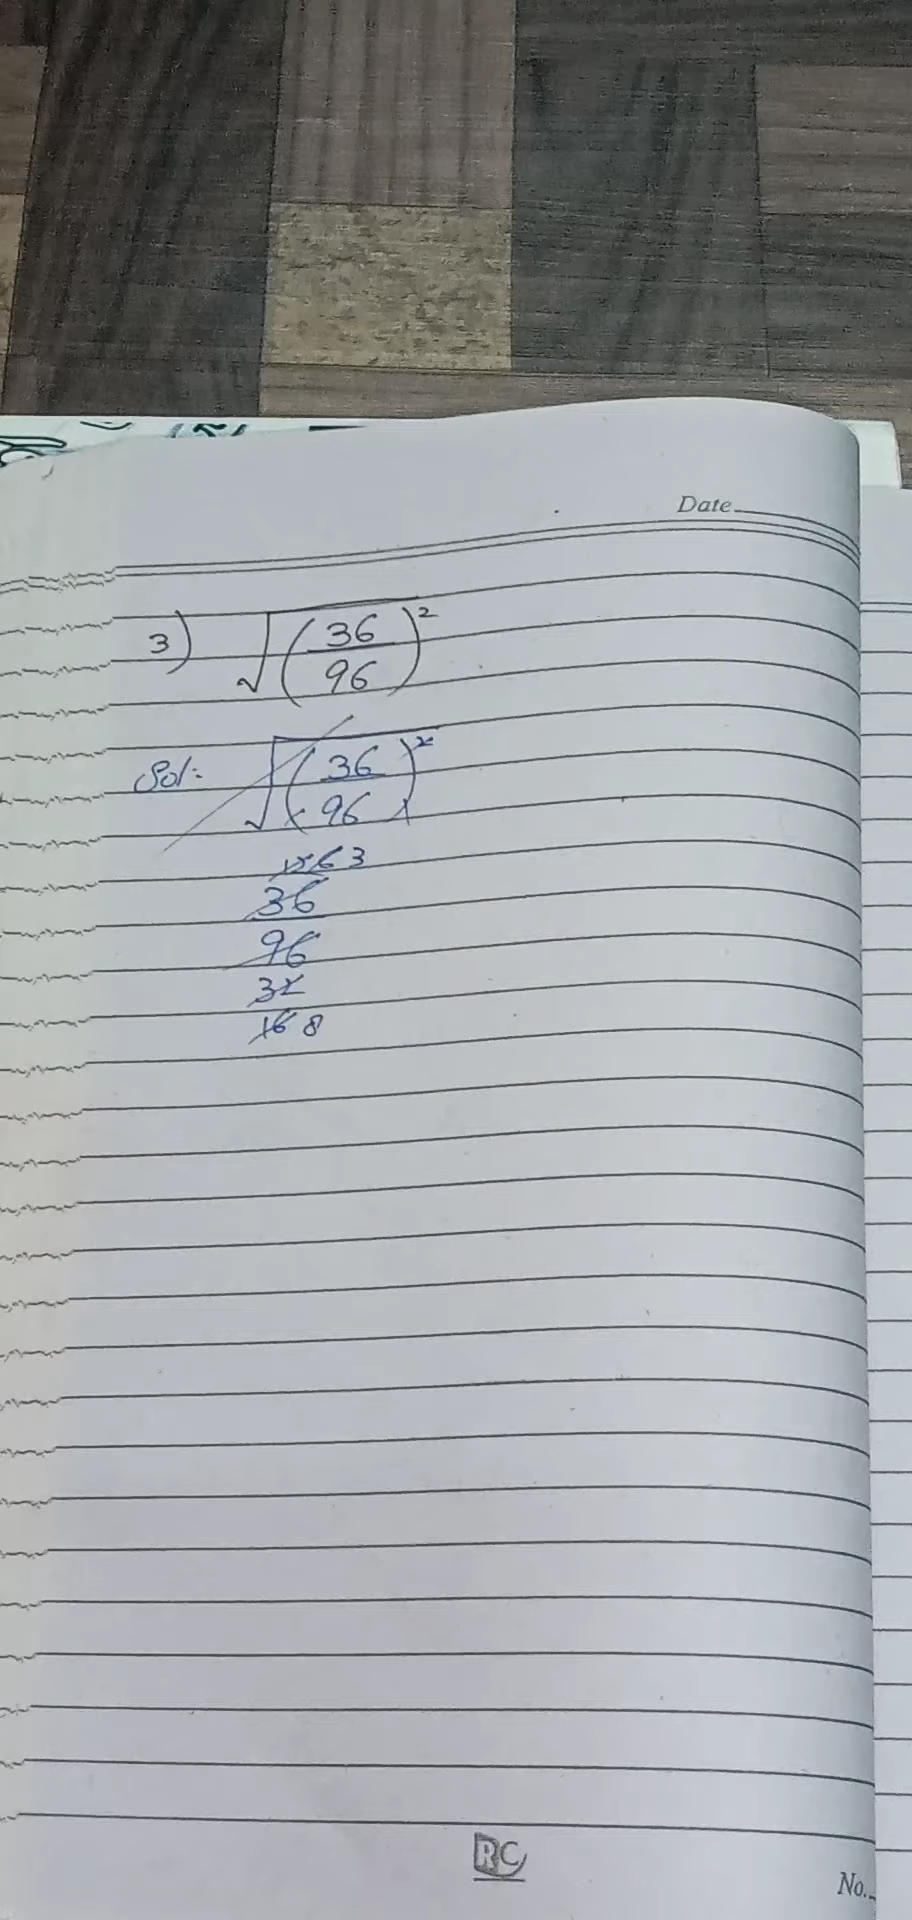 Date
3) √(36/96)²
Sol: √(36/96)²
12 6 3
36
96
32
16 8
RC
No.